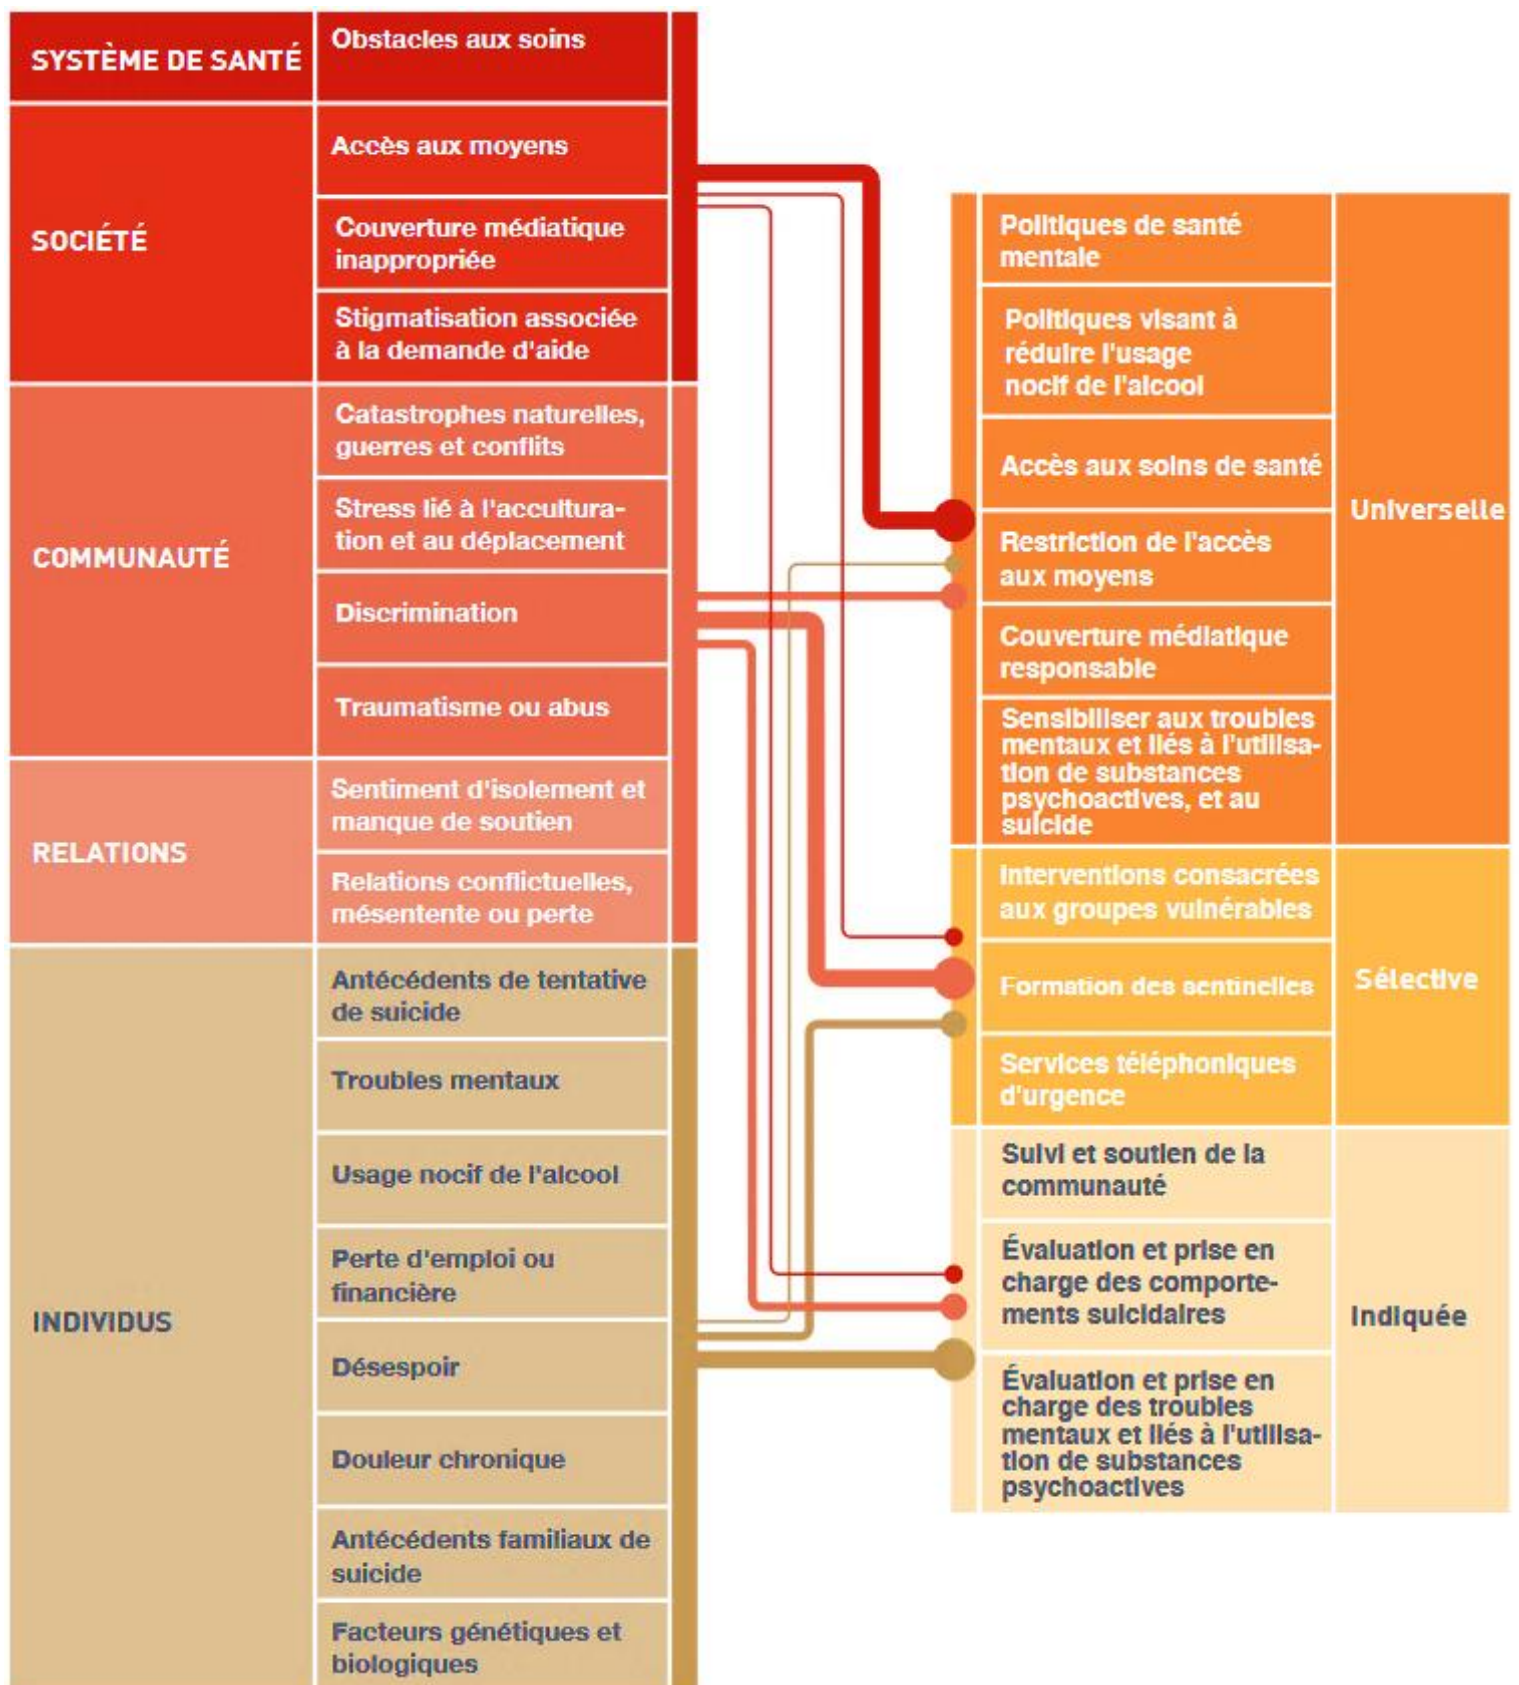 SYSTÈME DE SANTÉ
Obstacles aux soins
SOCIÉTÉ
Accès aux moyens
Couverture médiatique
inappropriée
Stigmatisation associée
à la demande d'aide
COMMUNAUTÉ
Catastrophes naturelles,
guerres et conflits
Stress lié à l'accultura-
tion et au déplacement
Discrimination
Traumatisme ou abus
RELATIONS
Sentiment d'isolement et
manque de soutien
Relations conflictuelles,
mésentente ou perte
INDIVIDUS
Antécédents de tentative
de suicide
Troubles mentaux
Usage nocif de l'alcool
Perte d'emploi ou
financière
Désespoir
Douleur chronique
Antécédents familiaux de
suicide
Facteurs génétiques et
biologiques
Politiques de santé
mentale
Politiques visant à
réduire l'usage
nocif de l'alcool
Accès aux soins de santé
Restriction de l'accès
aux moyens
Couverture médiatique
responsable
Sensibiliser aux troubles
mentaux et liés à l'utilisa-
tion de substances
psychoactives, et au
suicide
Universelle
Interventions consacrées
aux groupes vulnérables
Formation des sentinelles
Services téléphoniques
d'urgence
Sélective
Suivi et soutien de la
communauté
Évaluation et prise en
charge des comporte-
ments suicidaires
Évaluation et prise en
charge des troubles
mentaux et liés à l'utilisa-
tion de substances
psychoactives
Indiquée